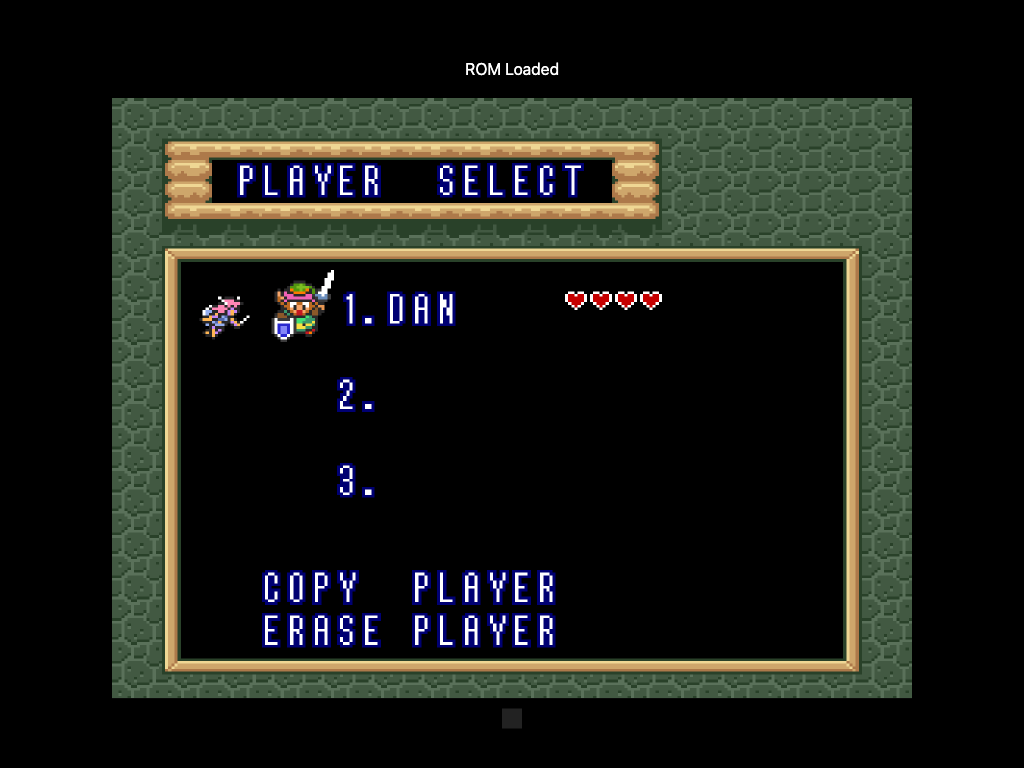 ROM Loaded
PLAYER SELECT
1.DAN
2.
3.
COPY PLAYER
ERASE PLAYER